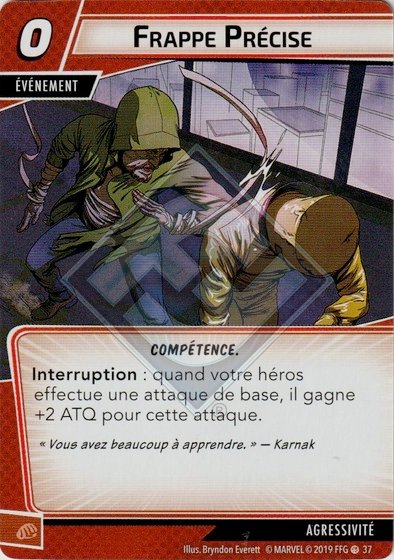 0
FRAPPE PRÉCISE
ÉVÉNEMENT
COMPÉTENCE.
Interruption : quand votre héros
effectue une attaque de base, il gagne
+2 ATQ pour cette attaque.
« Vous avez beaucoup à apprendre. » – Karnak
AGRESSIVITÉ
Illus. Bryndon Everett © MARVEL © 2019 FFG 37